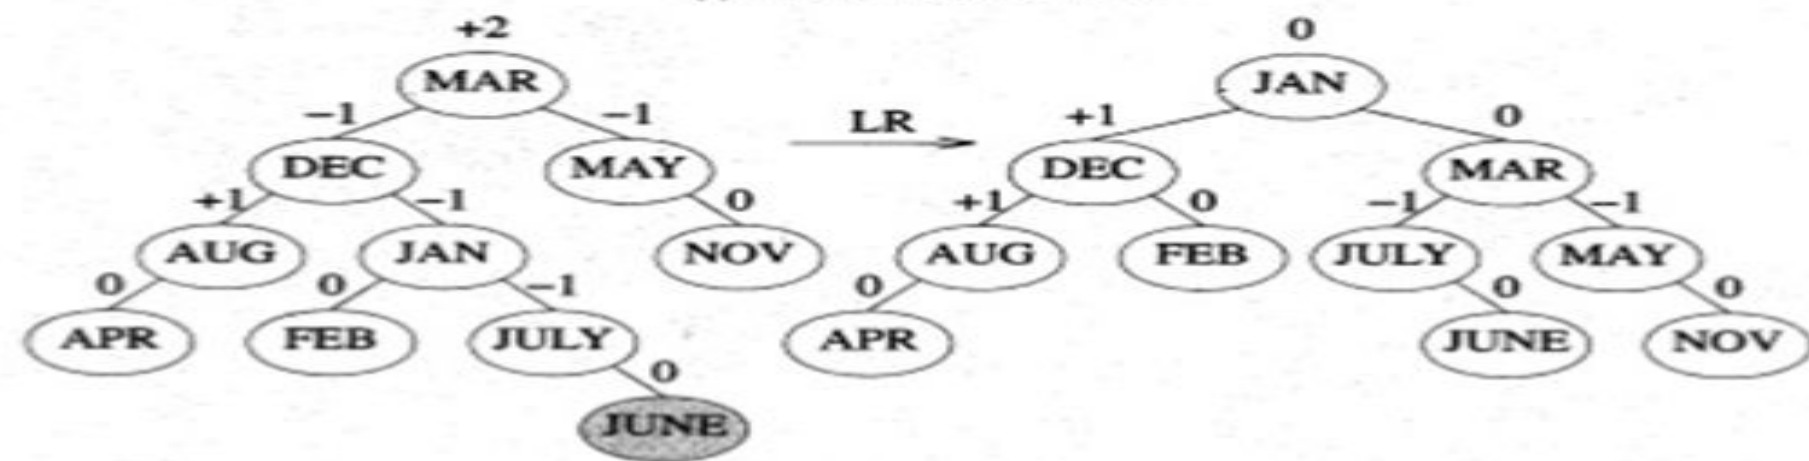 +2 0
MAR JAN
−1 −1 LR +1 0
DEC MAY DEC MAR
+1 −1 0 +1 0 −1 −1
AUG JAN NOV AUG FEB JULY MAY
0 0 −1 0 0 0
APR FEB JULY APR JUNE NOV
0
JUNE